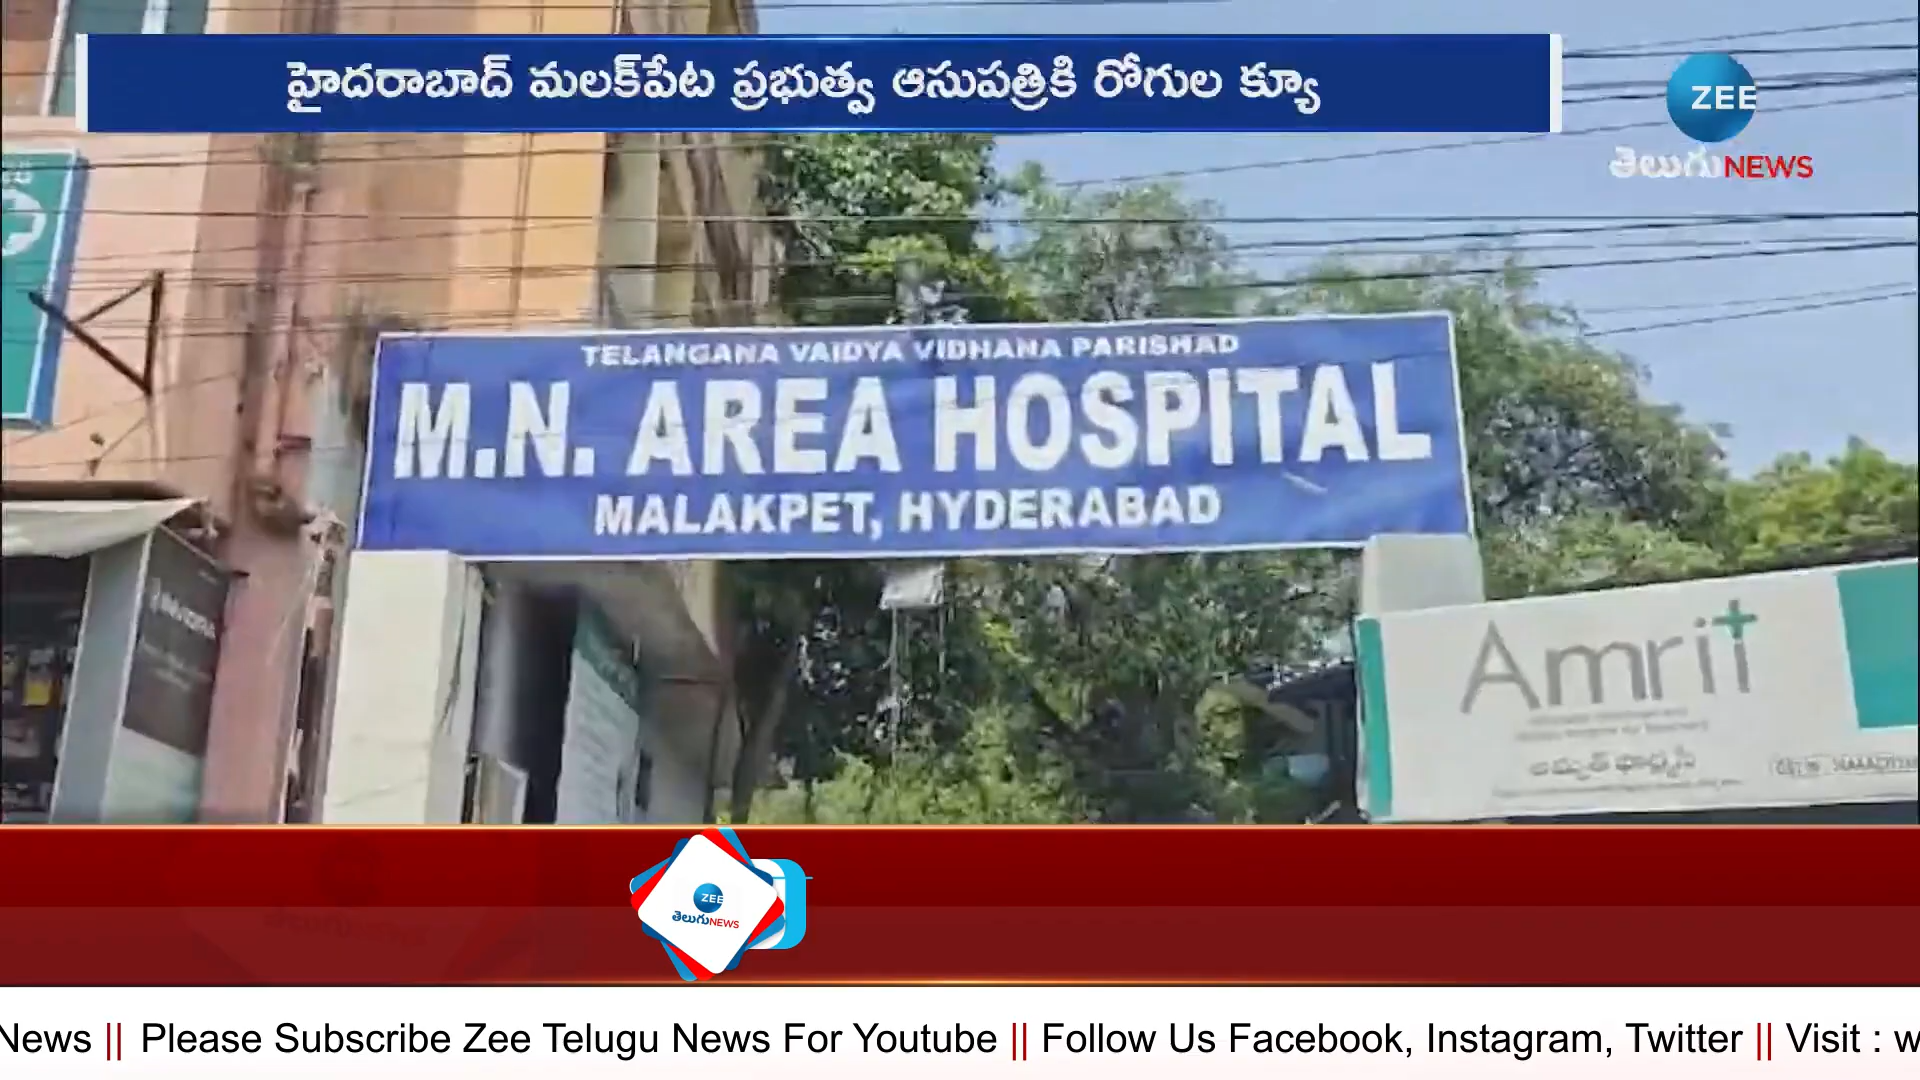 హైదరాబాద్ మలక్‌పేట ప్రభుత్వ ఆసుపత్రికి రోగుల క్యూ
ZEE
తెలుగు NEWS
TELANGANA VAIDYA VIDHANA PARISHAD
M.N. AREA HOSPITAL
MALAKPET, HYDERABAD
Amrit
ZEE
తెలుగు NEWS
News || Please Subscribe Zee Telugu News For Youtube || Follow Us Facebook, Instagram, Twitter || Visit : w